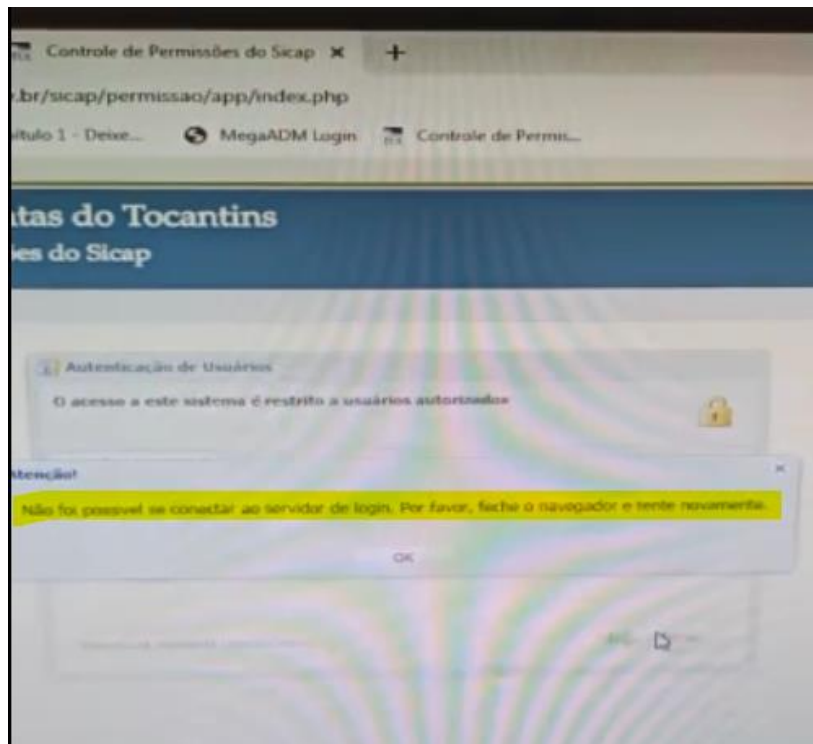 Controle de Permissões do Sicap × +
.br/sicap/permissao/app/index.php
ítulo 1 - Deixe... MegaADM Login Controle de Permis...
tas do Tocantins
es do Sicap
Autenticação de Usuários
O acesso a este sistema é restrito a usuários autorizados
Atenção! ×
Não foi possvel se conectar ao servidor de login. Por favor, feche o navegador e tente novamente.
OK